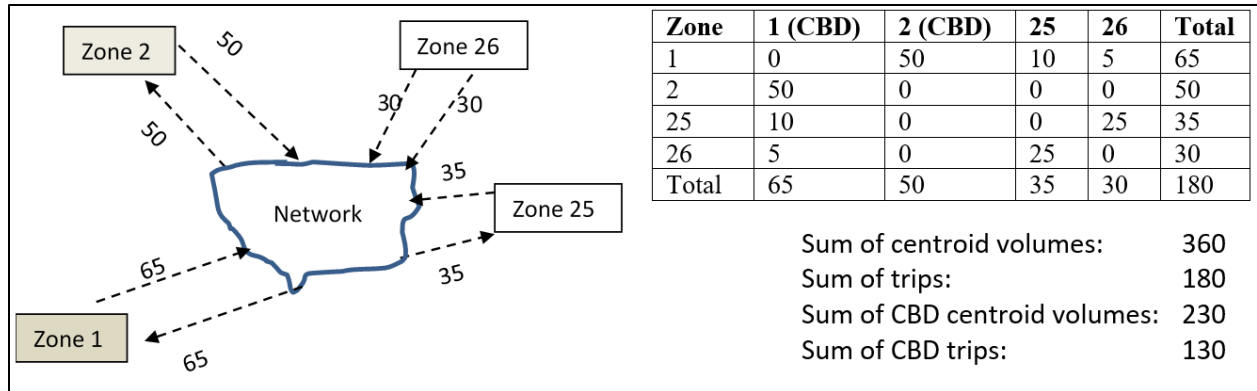 Zone 2
50
50
Zone 26
30
30
35
Zone 25
Network
65
35
Zone 1
65
Zone 1 (CBD) 2 (CBD) 25 26 Total
1 0 50 10 5 65
2 50 0 0 0 50
25 10 0 0 25 35
26 5 0 25 0 30
Total 65 50 35 30 180
Sum of centroid volumes: 360
Sum of trips: 180
Sum of CBD centroid volumes: 230
Sum of CBD trips: 130